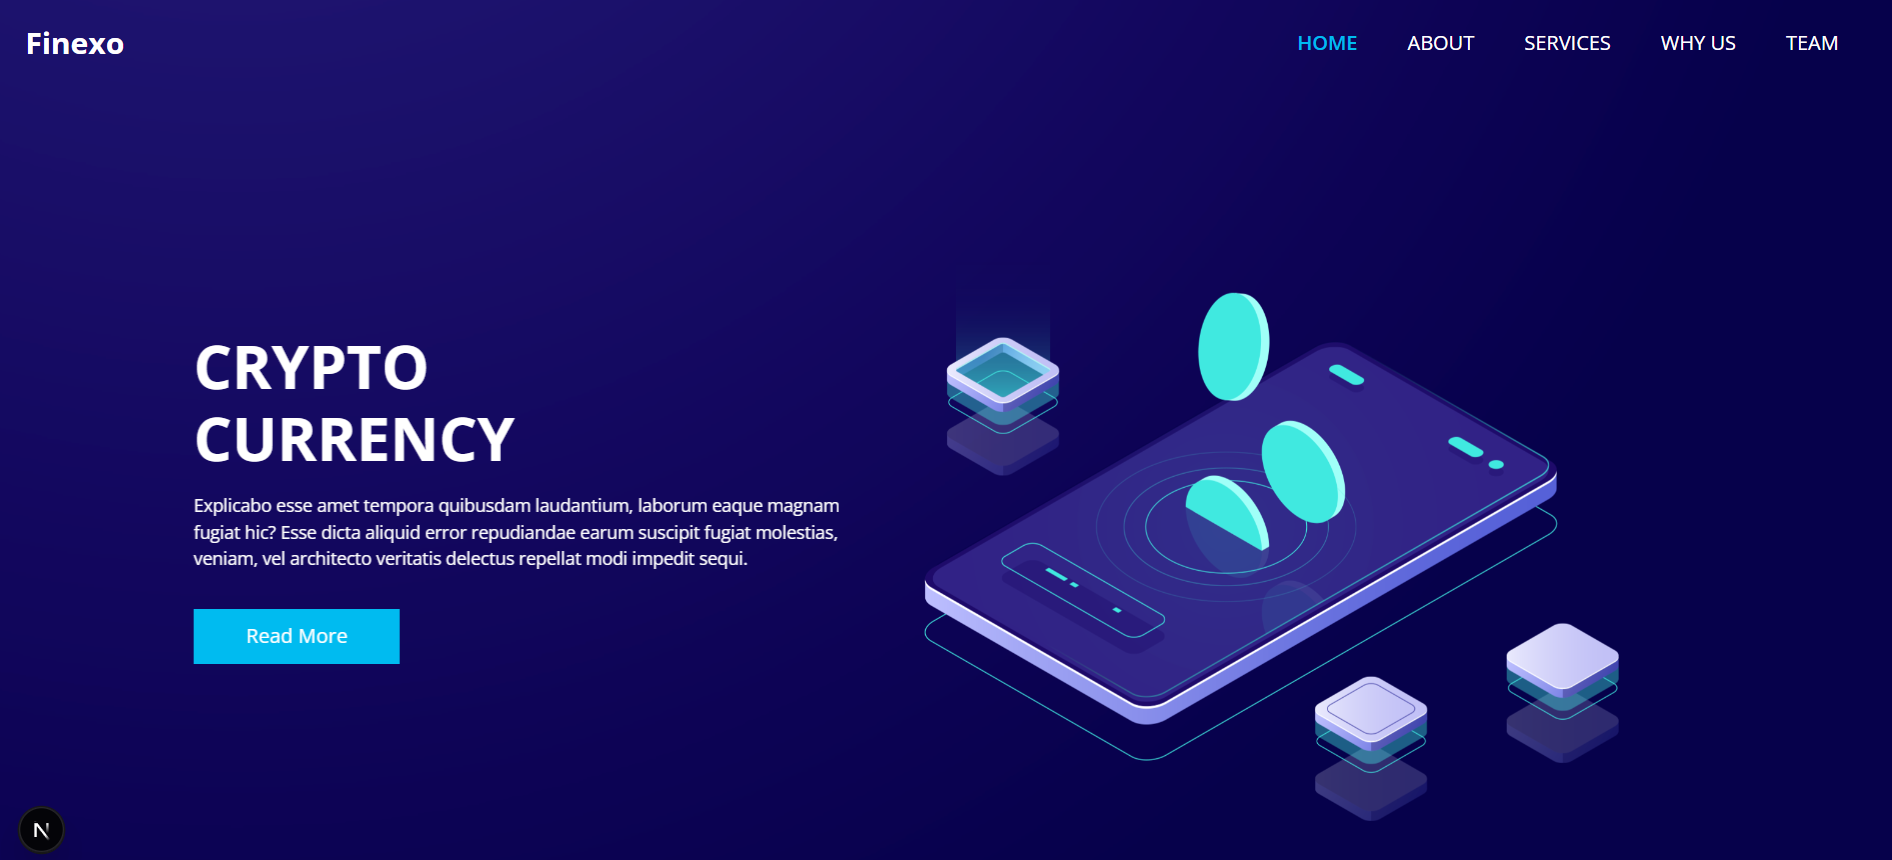 Finexo
HOME ABOUT SERVICES WHY US TEAM
CRYPTO
CURRENCY
Explicabo esse amet tempora quibusdam laudantium, laborum eaque magnam
fugiat hic? Esse dicta aliquid error repudiandae earum suscipit fugiat molestias,
veniam, vel architecto veritatis delectus repellat modi impedit sequi.
Read More
N